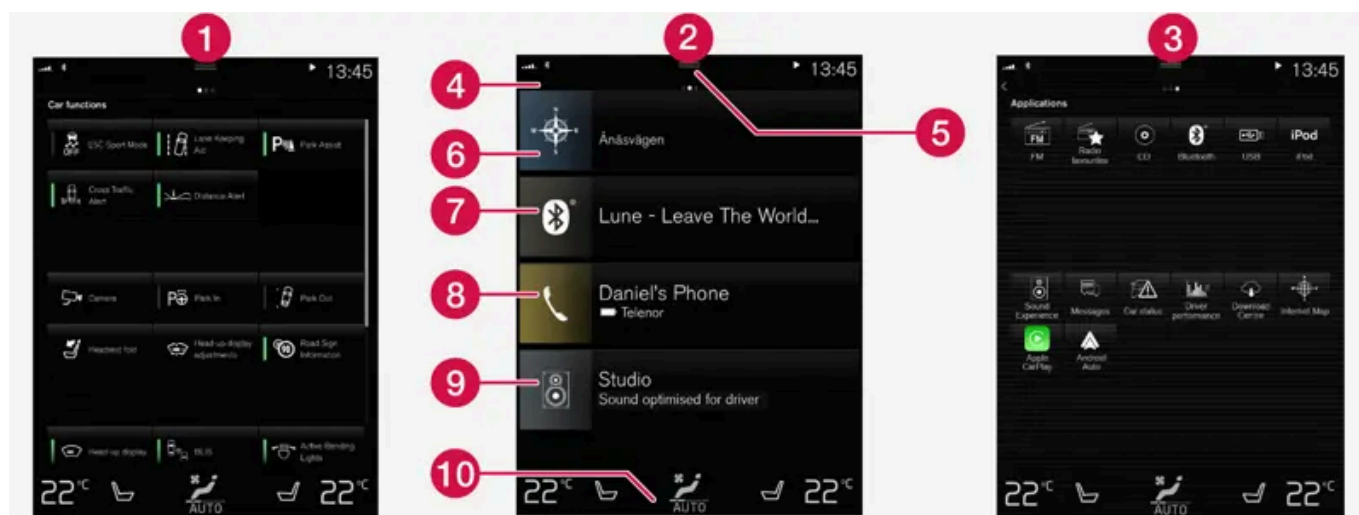 1
2
3
13:45
Car functions
OFF
ESC Sport Mode
Lane Keeping
Aid
Park Assist
Cross Traffic
Alert
Distance Alert
Camera
Park In
Park Out
Headrest fold
Head-up display
adjustments
Road Sign
Information
Head-up display
BLIS
Active Bending
Lights
22°C
AUTO
22°C
4
5
6
7
8
9
10
13:45
Änäsvägen
Lune - Leave The World...
Daniel's Phone
Telenor
Studio
Sound optimised for driver
22°C
AUTO
22°C
13:45
Applications
FM
FM
Radio
favourites
CD
Bluetooth
USB
iPod
iPod
Sound
Experience
Messages
Car status
Driver
performance
Download
Centre
Internet Map
Apple
CarPlay
Android
Auto
22°C
AUTO
22°C